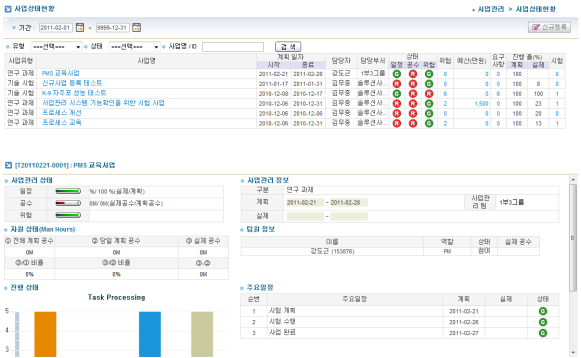 사업상태현황
사업관리 > 사업상태현황
기간 : 2011-02-01 ~ 9999-12-31
신규등록
유형 ===선택=== 상태 ===선택=== 사업명 / ID 검 색
사업유형 사업명 계획 일자 담당자 담당부서 상태 위험 예산(만원) 요구 사항 진행 율(%) 시험
시작 종료 일정 공수 위험 계획 실제
연구 과제 PMS 교육사업 2011-02-21 2011-02-28 강도근 1부3그룹 G R G 0 0 0 100 0
기술 시험 신규사업 등록 테스트 2011-01-17 2011-01-31 김무중 솔루션사.. R R G 0 0 0 100 8 0
기술 시험 K-9 자주포 성능 테스트 2010-12-08 2010-12-17 김무중 솔루션사.. G R R 6 0 6 100 100 1
연구 과제 사업관리 시스템 기능확인을 위한 시험 사업 2010-12-06 2010-12-31 김무중 솔루션사.. R R G 2 1,500 0 100 23 1
연구 과제 프로세스 개선 2010-12-06 2010-12-31 김무중 솔루션사.. R R G 0 0 0 100 20 0
연구 과제 프로세스 교육 2010-12-06 2010-12-31 김무중 솔루션사.. R R G 2 0 0 100 13 1
[T20110221-0001] : PMS 교육사업
사업관리 상태
일정 %/ 100 %(실제/계획)
공수 0M/ 0M(실제공수/계획공수)
위험
자원 상태(Man Hours)
① 전체 계획 공수 ② 당일 계획 공수 ③ 실제 공수
0M 0M 0M
③/① 비율 ③/② 비율 ③-②
0% 0% 0M
진행 상태
Task Processing
5
4
3
사업관리 정보
구분 연구 과제
계획 2011-02-21 ~ 2011-02-28 사업관리 팀 1부3그룹
실제 ~
팀원 정보
이름 역할 상태 실제 공수
강도근 (153876) PM 참여
주요일정
순번 주요일정 계획 실제 상태
1 시험 계획 2011-02-21 G
2 시험 수행 2011-02-26 G
3 사업 완료 2011-02-27 G